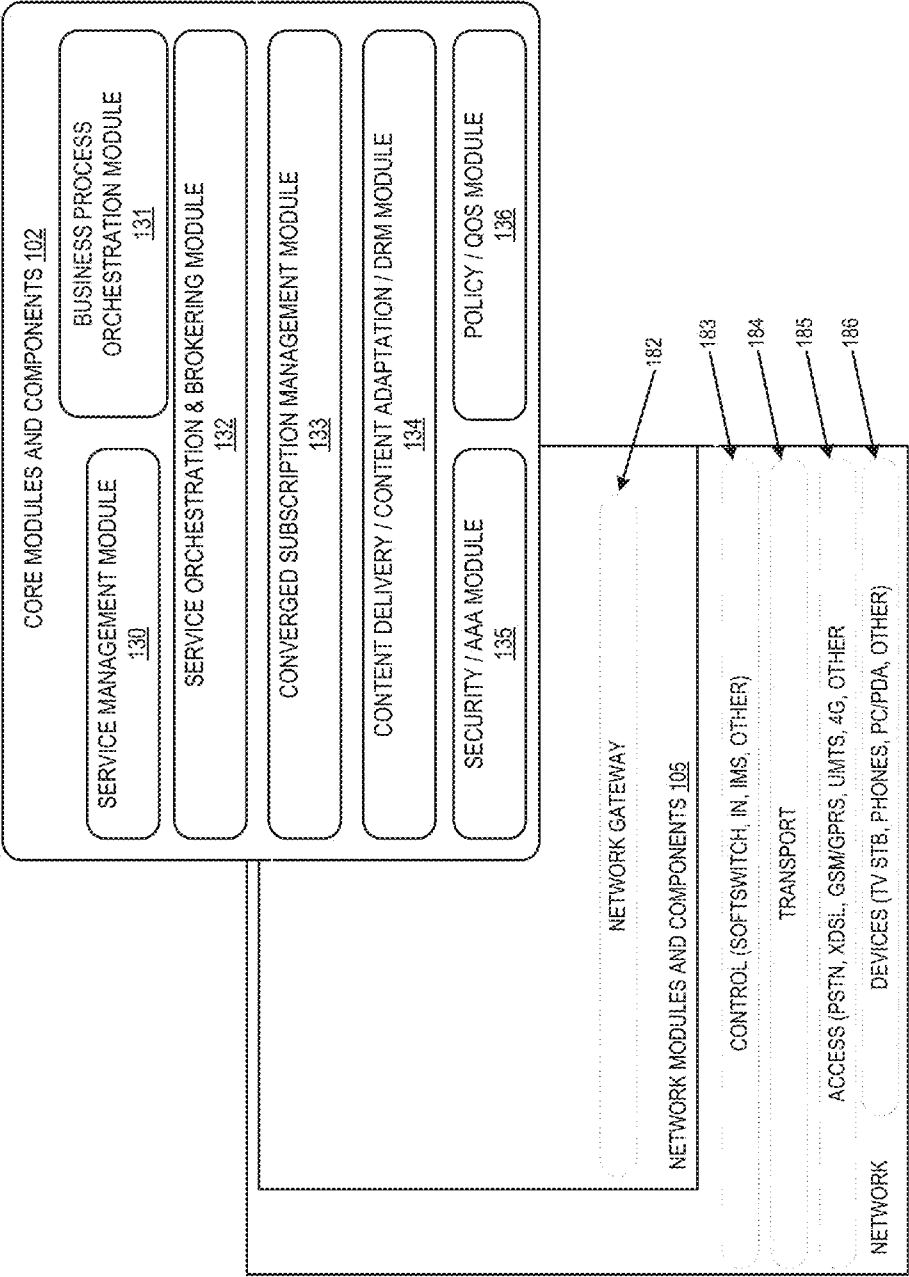 CORE MODULES AND COMPONENTS 102
SERVICE MANAGEMENT MODULE
130
BUSINESS PROCESS
ORCHESTRATION MODULE
131
SERVICE ORCHESTRATION & BROKERING MODULE
132
CONVERGED SUBSCRIPTION MANAGEMENT MODULE
133
CONTENT DELIVERY / CONTENT ADAPTATION / DRM MODULE
134
SECURITY / AAA MODULE
135
POLICY / QOS MODULE
136
NETWORK GATEWAY
182
NETWORK MODULES AND COMPONENTS 105
CONTROL (SOFTSWITCH, IN, IMS, OTHER)
183
TRANSPORT
184
ACCESS (PSTN, XDSL, GSM/GPRS, UMTS, 4G, OTHER
185
NETWORK
DEVICES (TV STB, PHONES, PC/PDA, OTHER)
186